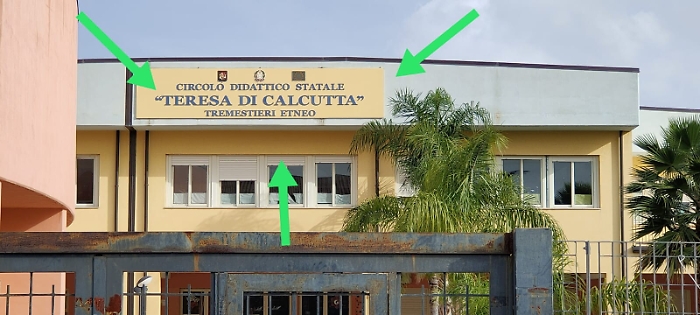 CIRCOLO DIDATTICO STATALE
"TERESA DI CALCUTTA"
TREMESTIERI ETNEO